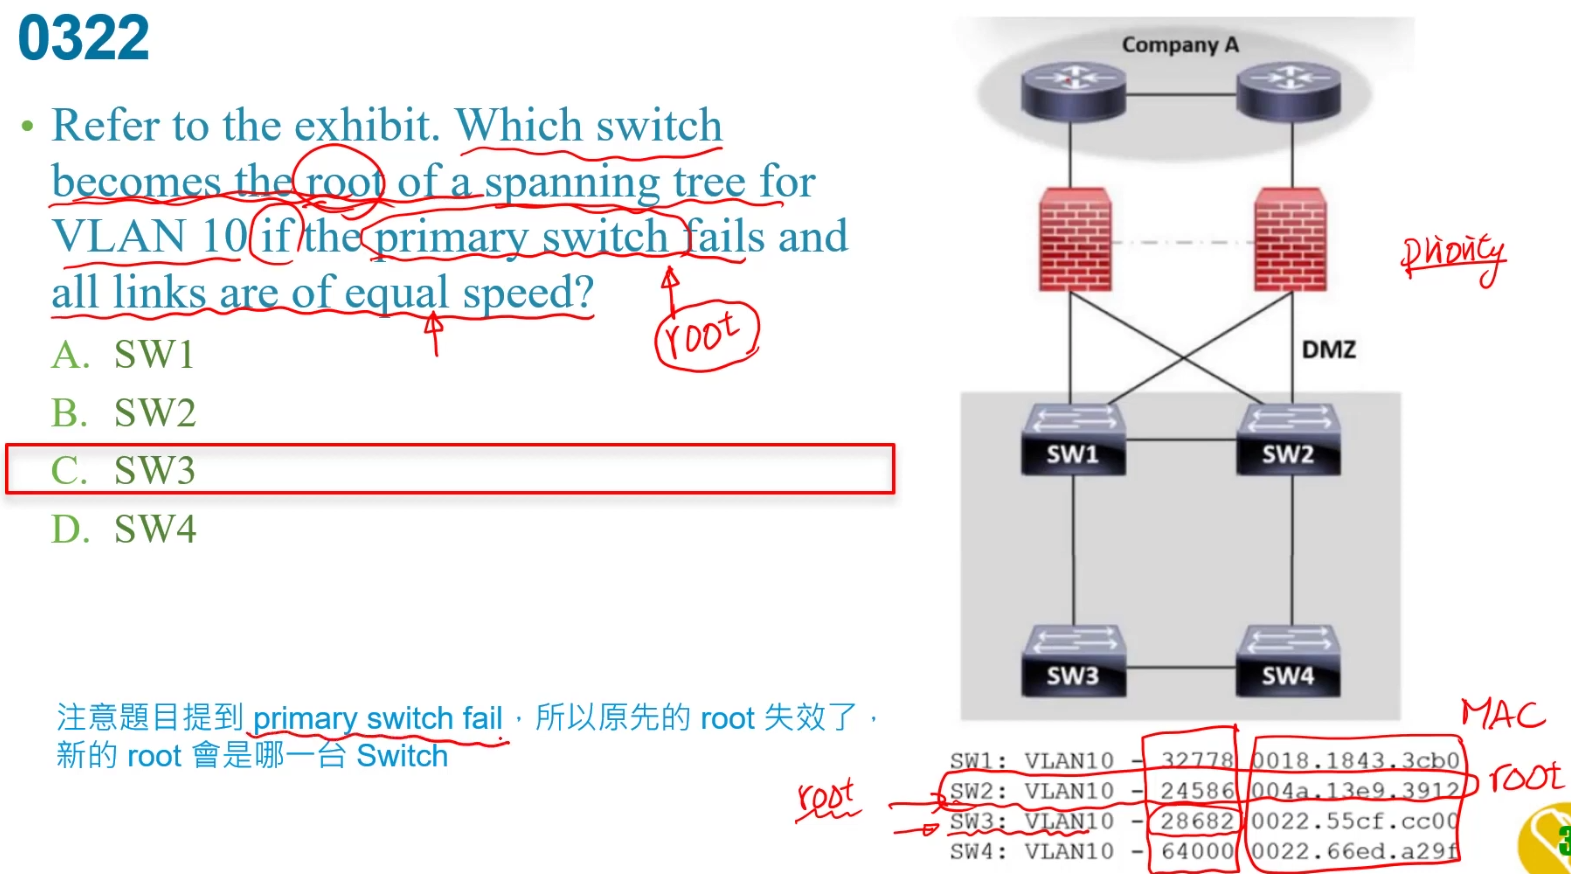 0322
• Refer to the exhibit. Which switch
becomes the root of a spanning tree for
VLAN 10 if the primary switch fails and
all links are of equal speed?
root
A. SW1
B. SW2
C. SW3
D. SW4
注意題目提到 primary switch fail，所以原先的 root 失效了，
新的 root 會是哪一台 Switch
Company A
priority
DMZ
SW1
SW2
SW3
SW4
MAC
SW1: VLAN10 - 32778 0018.1843.3cb0
root
SW2: VLAN10 - 24586 004a.13e9.3912
root
SW3: VLAN10 - 28682 0022.55cf.cc00
SW4: VLAN10 - 64000 0022.66ed.a29f
3